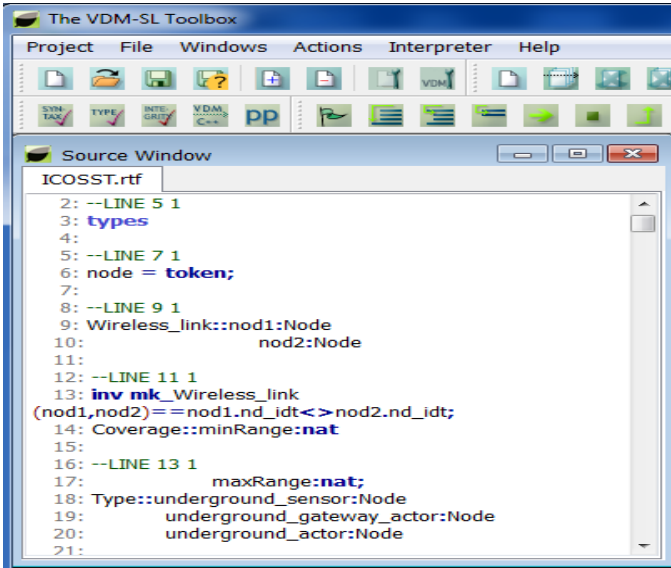 The VDM-SL Toolbox
Project File Windows Actions Interpreter Help
VDM
SYN-TAX TYPE INTE-GRITY VDM C++ PP
Source Window
ICOSST.rtf
2: --LINE 5 1
3: types
4:
5: --LINE 7 1
6: node = token;
7:
8: --LINE 9 1
9: Wireless_link::nod1:Node
10: nod2:Node
11:
12: --LINE 11 1
13: inv mk_Wireless_link
(nod1,nod2)==nod1.nd_idt<>nod2.nd_idt;
14: Coverage::minRange:nat
15:
16: --LINE 13 1
17: maxRange:nat;
18: Type::underground_sensor:Node
19: underground_gateway_actor:Node
20: underground_actor:Node
21: